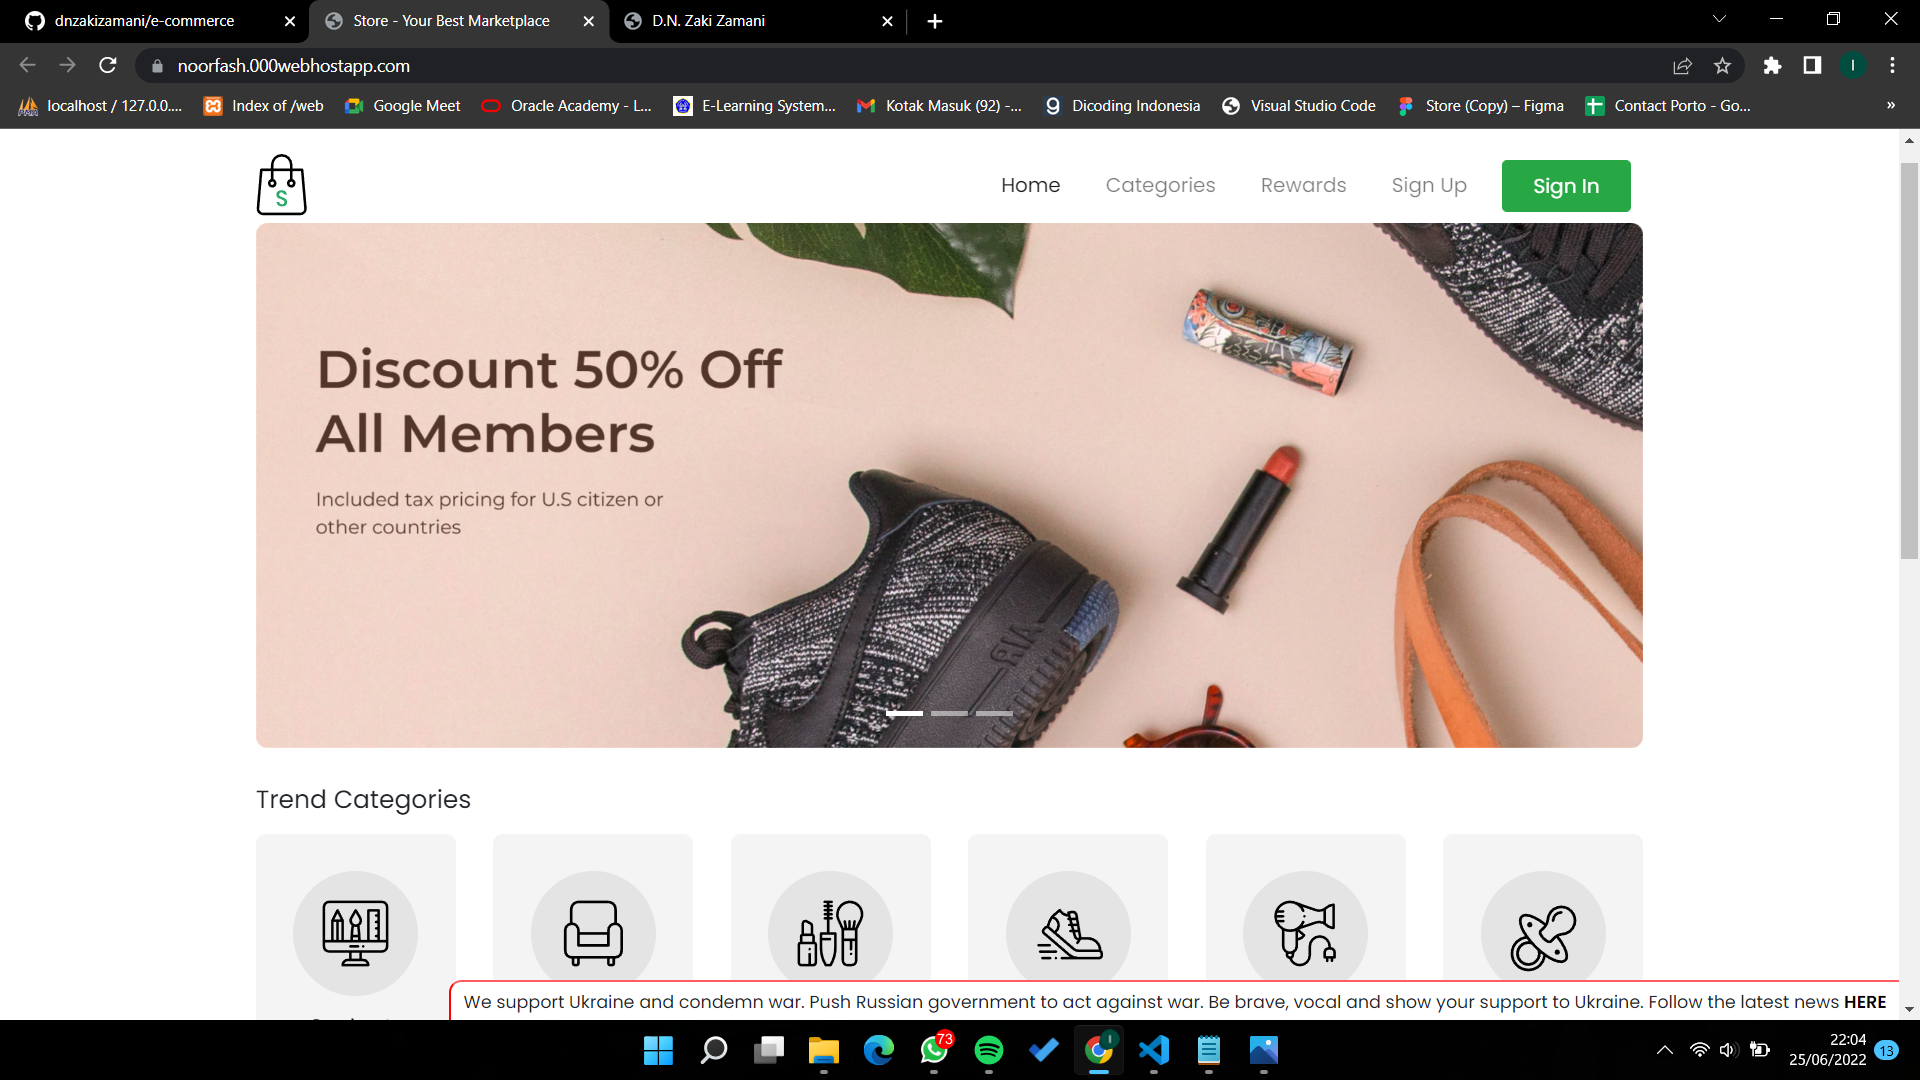 dnzakizamani/e-commerce
Store - Your Best Marketplace
D.N. Zaki Zamani
noorfash.000webhostapp.com
I
localhost / 127.0.0....
Index of /web
Google Meet
Oracle Academy - L...
E-Learning System...
Kotak Masuk (92) -...
Dicoding Indonesia
Visual Studio Code
Store (Copy) – Figma
Contact Porto - Go...
»
S
Home
Categories
Rewards
Sign Up
Sign In
Discount 50% Off
All Members
Included tax pricing for U.S citizen or
other countries
AIR
Trend Categories
We support Ukraine and condemn war. Push Russian government to act against war. Be brave, vocal and show your support to Ukraine. Follow the latest news HERE
73
I
22:04
25/06/2022
13